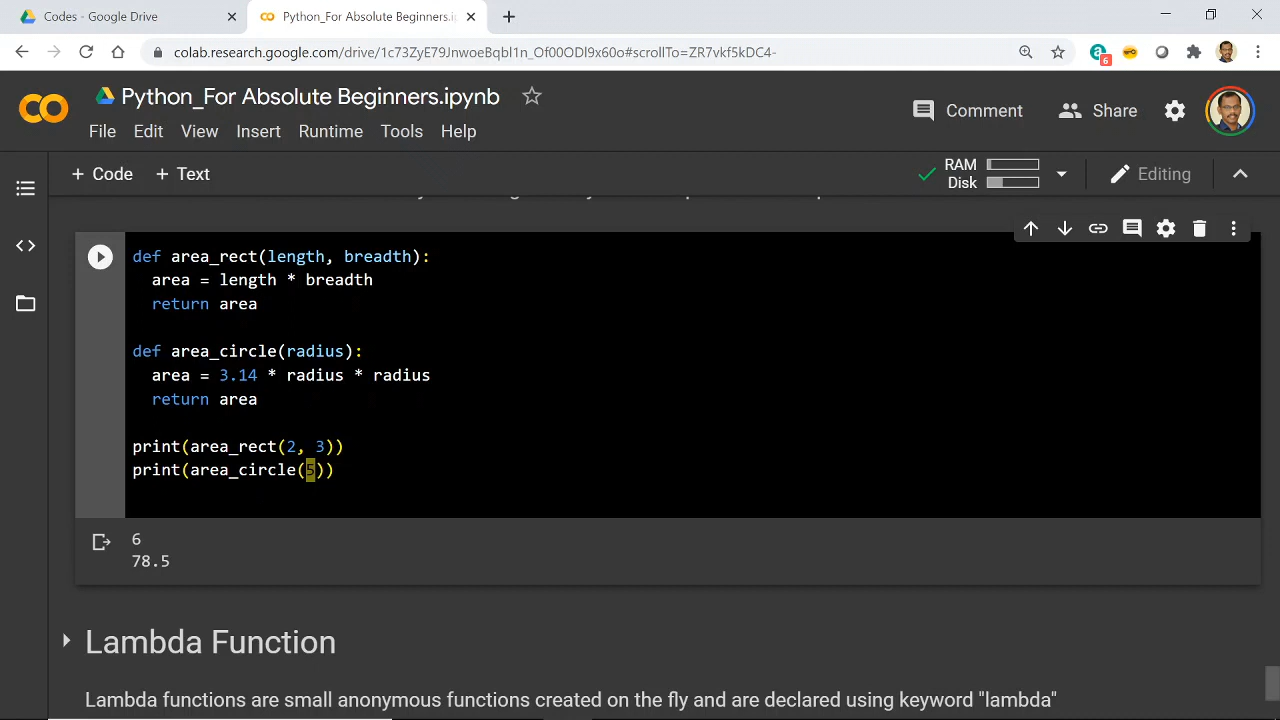 Codes - Google Drive
Python_For Absolute Beginners.i
colab.research.google.com/drive/1c73ZyE79JnwoeBqbl1n_Of00ODl9x60o#scrollTo=ZR7vkf5kDC4-
6
Python_For Absolute Beginners.ipynb
Comment
Share
File Edit View Insert Runtime Tools Help
+ Code + Text
RAM
Disk
Editing
def area_rect(length, breadth):
area = length * breadth
return area
def area_circle(radius):
area = 3.14 * radius * radius
return area
print(area_rect(2, 3))
print(area_circle(5))
6
78.5
Lambda Function
Lambda functions are small anonymous functions created on the fly and are declared using keyword "lambda"